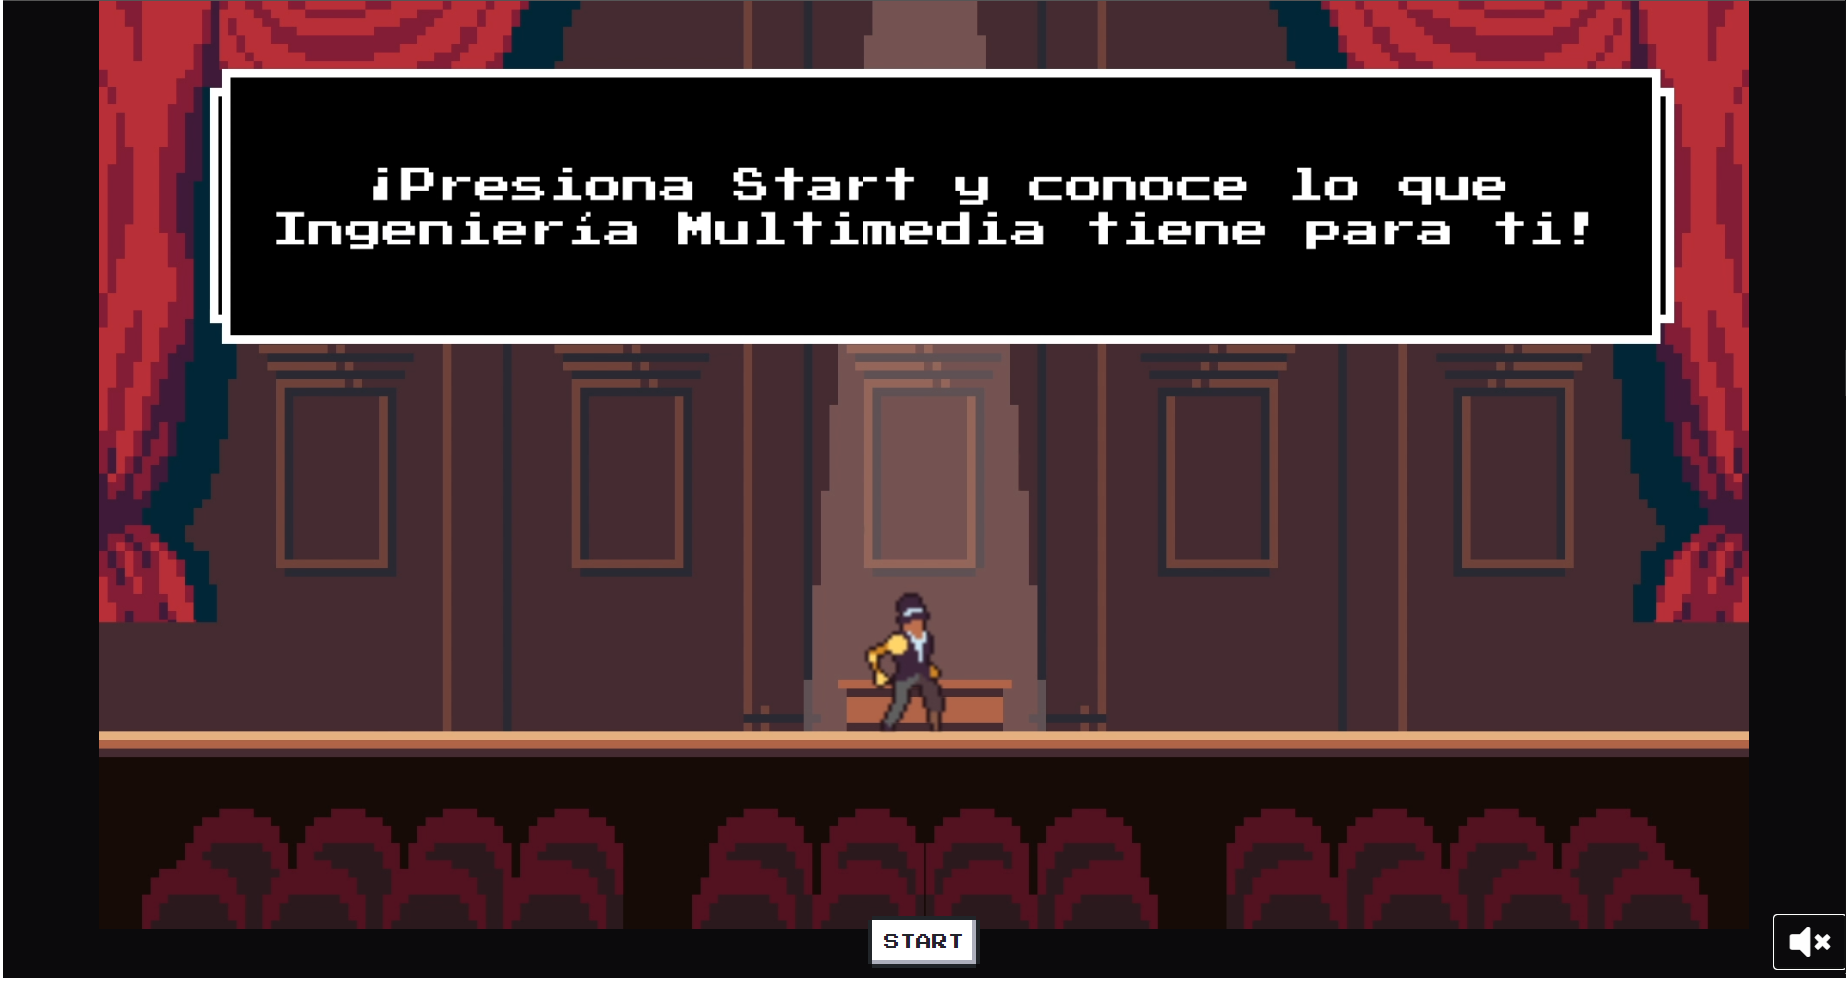 ¡Presiona Start y conoce lo que
Ingeniería Multimedia tiene para ti!
START